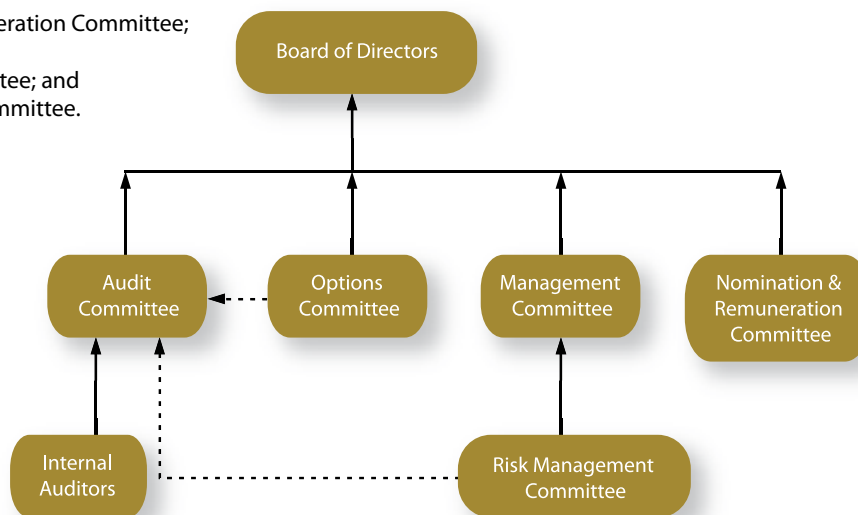 eration Committee;
tee; and
mmittee.
Board of Directors
Audit
Committee
Options
Committee
Management
Committee
Nomination &
Remuneration
Committee
Internal
Auditors
Risk Management
Committee